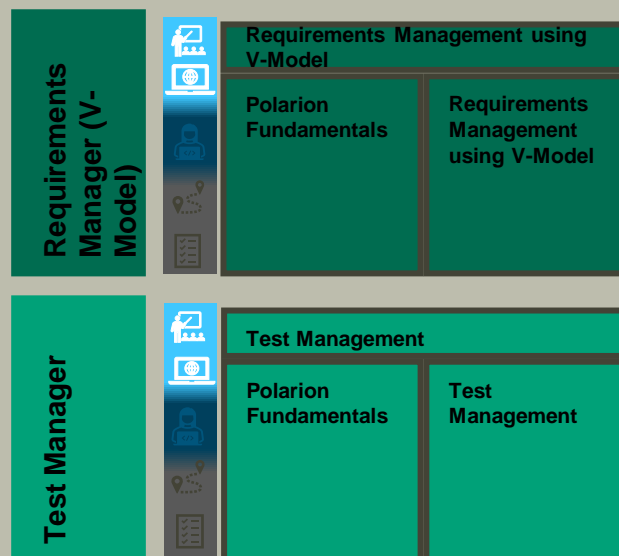 Requirements
Manager (V-
Model)
Requirements Management using
V-Model
Polarion
Fundamentals
Requirements
Management
using V-Model
Test Manager
Test Management
Polarion
Fundamentals
Test
Management